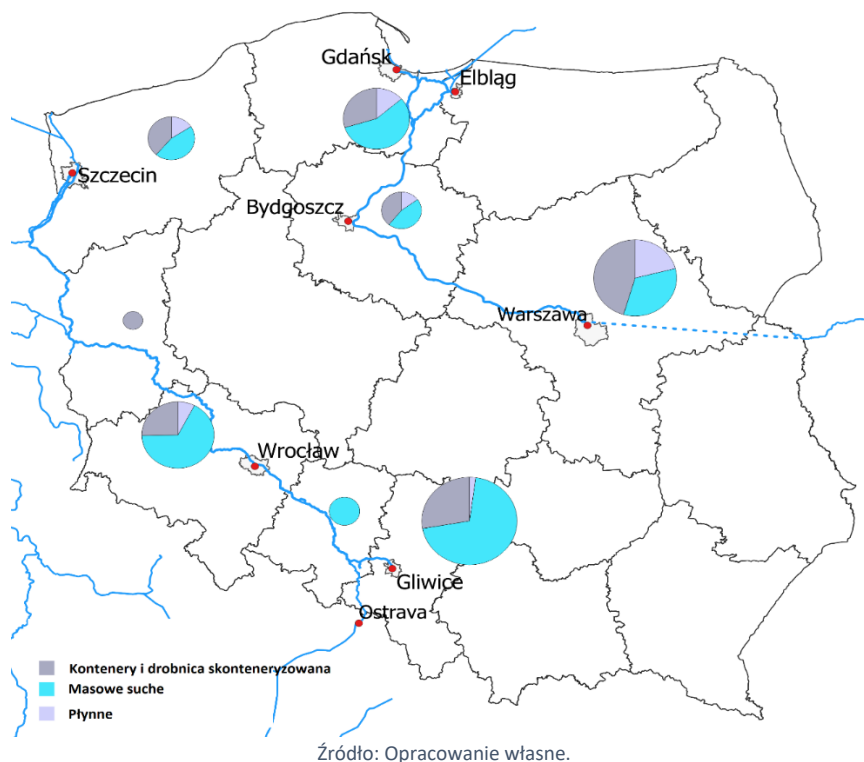 Gdańsk
Elbląg
Szczecin
Bydgoszcz
Warszawa
Wrocław
Gliwice
Ostrava
Kontenery i drobnica skonteneryzowana
Masowe suche
Płynne
Źródło: Opracowanie własne.